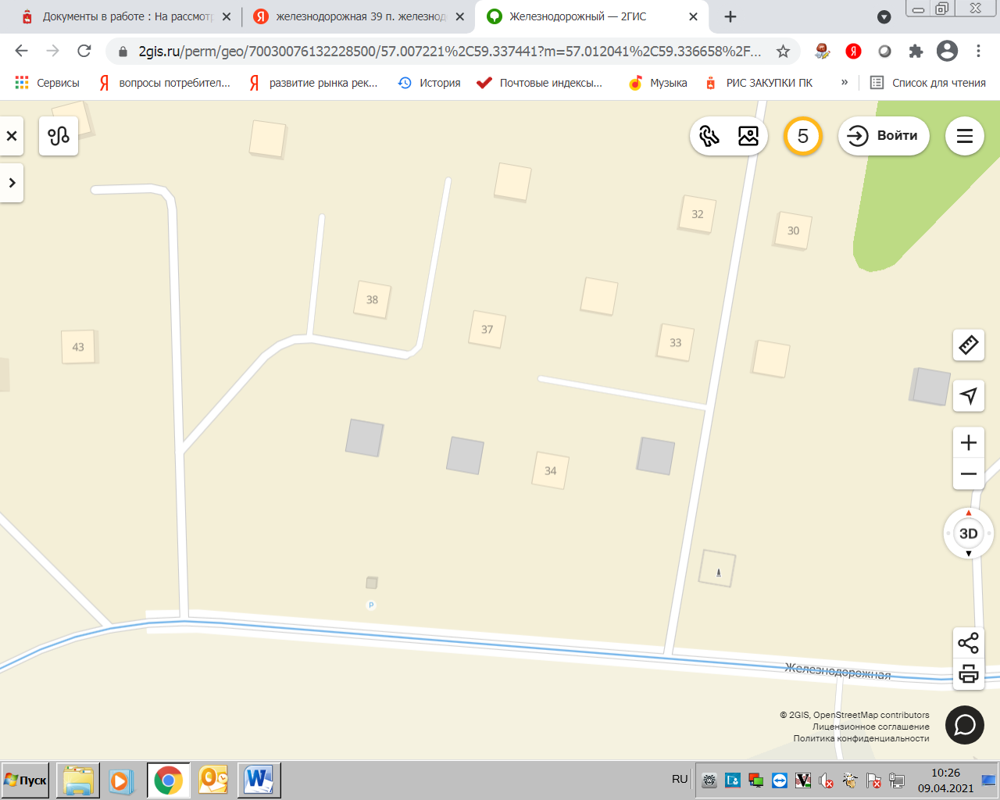 Документы в работе : На рассмотр
железнодорожная 39 п. железнод
Железнодорожный — 2ГИС
2gis.ru/perm/geo/70030076132228500/57.007221%2C59.337441?m=57.012041%2C59.336658%2F...
Сервисы
вопросы потребител...
развитие рынка рек...
История
Почтовые индексы...
Музыка
РИС ЗАКУПКИ ПК
»
Список для чтения
5
Войти
32
30
38
37
33
43
34
3D
P
Железнодорожная
© 2GIS, OpenStreetMap contributors
Лицензионное соглашение
Политика конфиденциальности
Пуск
RU
10:26
09.04.2021